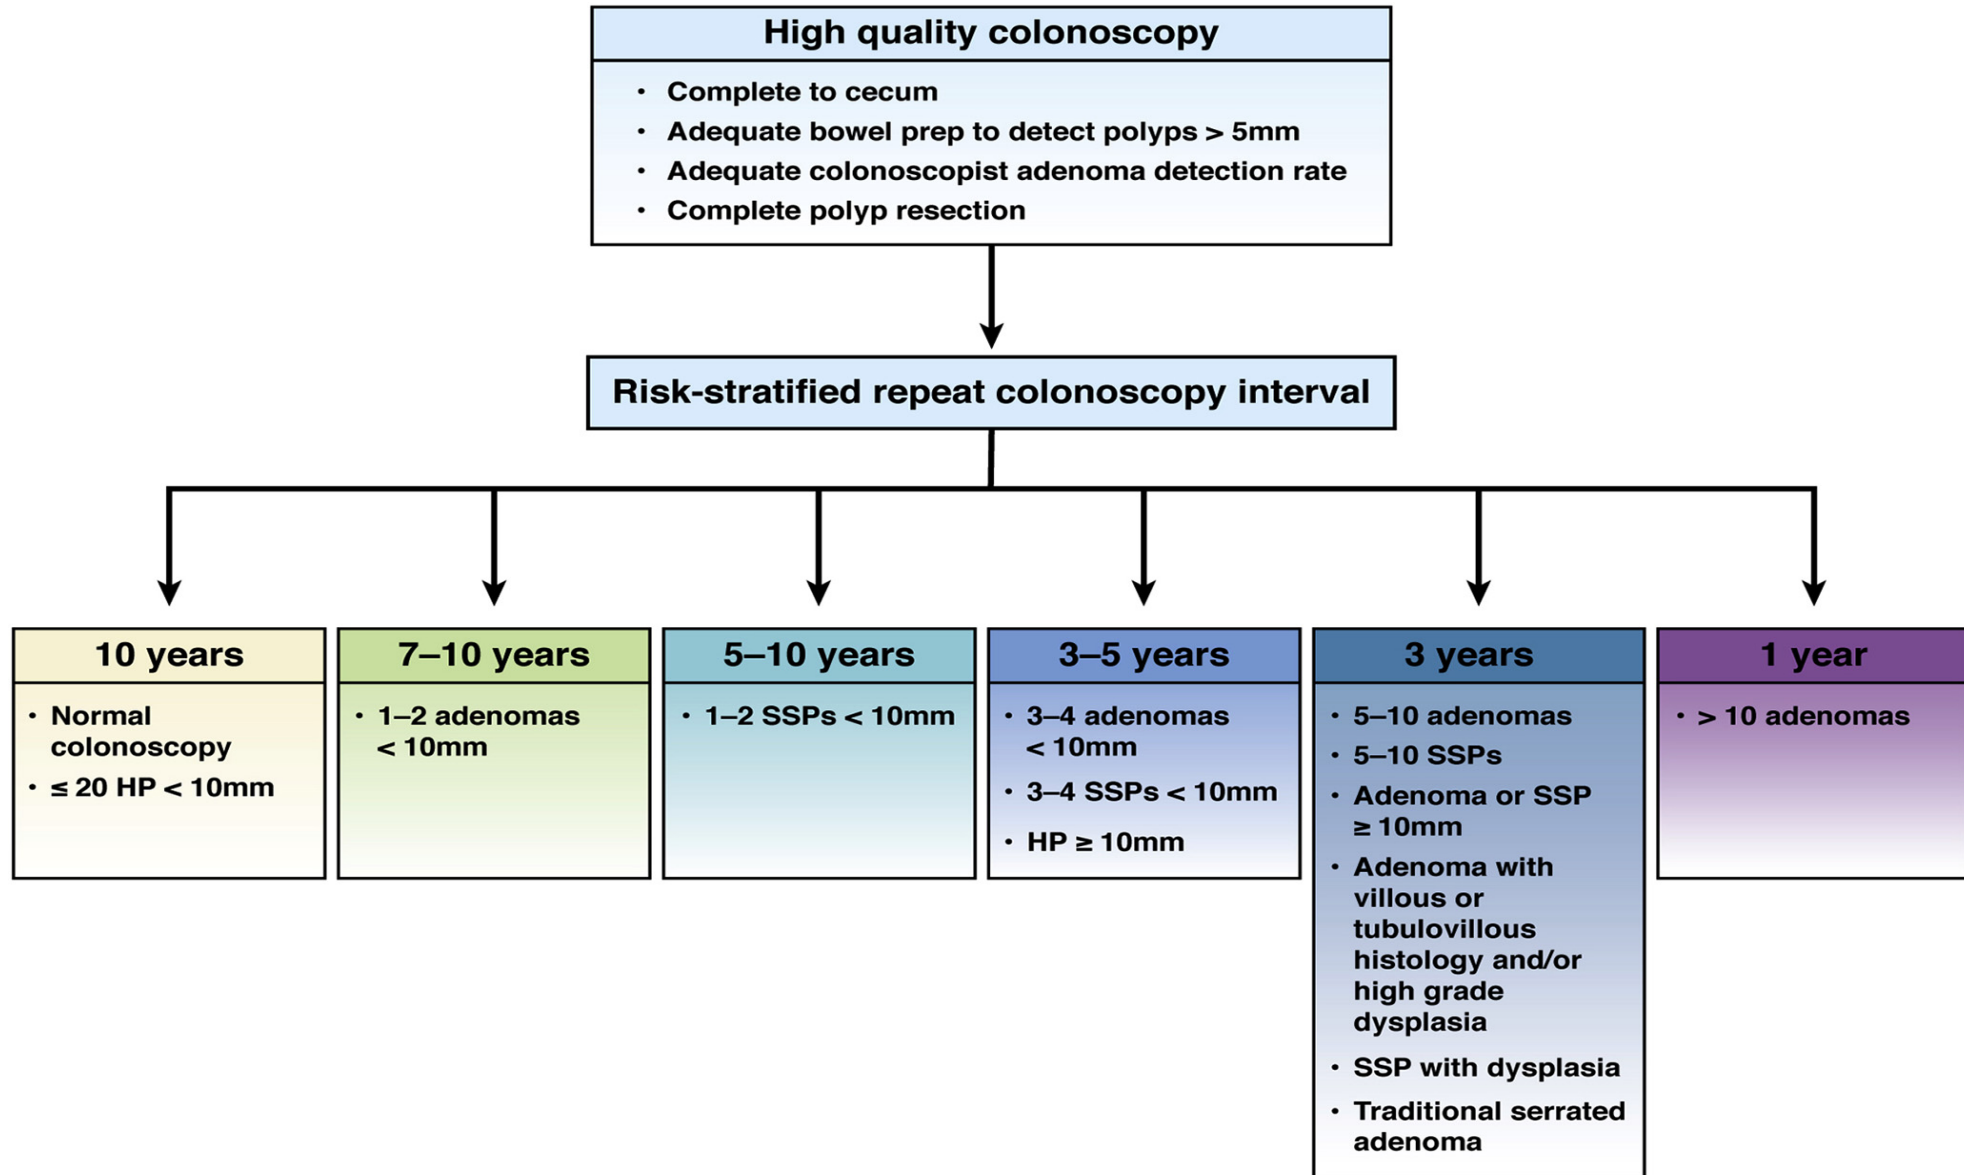 High quality colonoscopy
• Complete to cecum
• Adequate bowel prep to detect polyps > 5mm
• Adequate colonoscopist adenoma detection rate
• Complete polyp resection
Risk-stratified repeat colonoscopy interval
10 years
• Normal
colonoscopy
• ≤ 20 HP < 10mm
7–10 years
• 1–2 adenomas
< 10mm
5–10 years
• 1–2 SSPs < 10mm
3–5 years
• 3–4 adenomas
< 10mm
• 3–4 SSPs < 10mm
• HP ≥ 10mm
3 years
• 5–10 adenomas
• 5–10 SSPs
• Adenoma or SSP
≥ 10mm
• Adenoma with
villous or
tubulovillous
histology and/or
high grade
dysplasia
• SSP with dysplasia
• Traditional serrated
adenoma
1 year
• > 10 adenomas